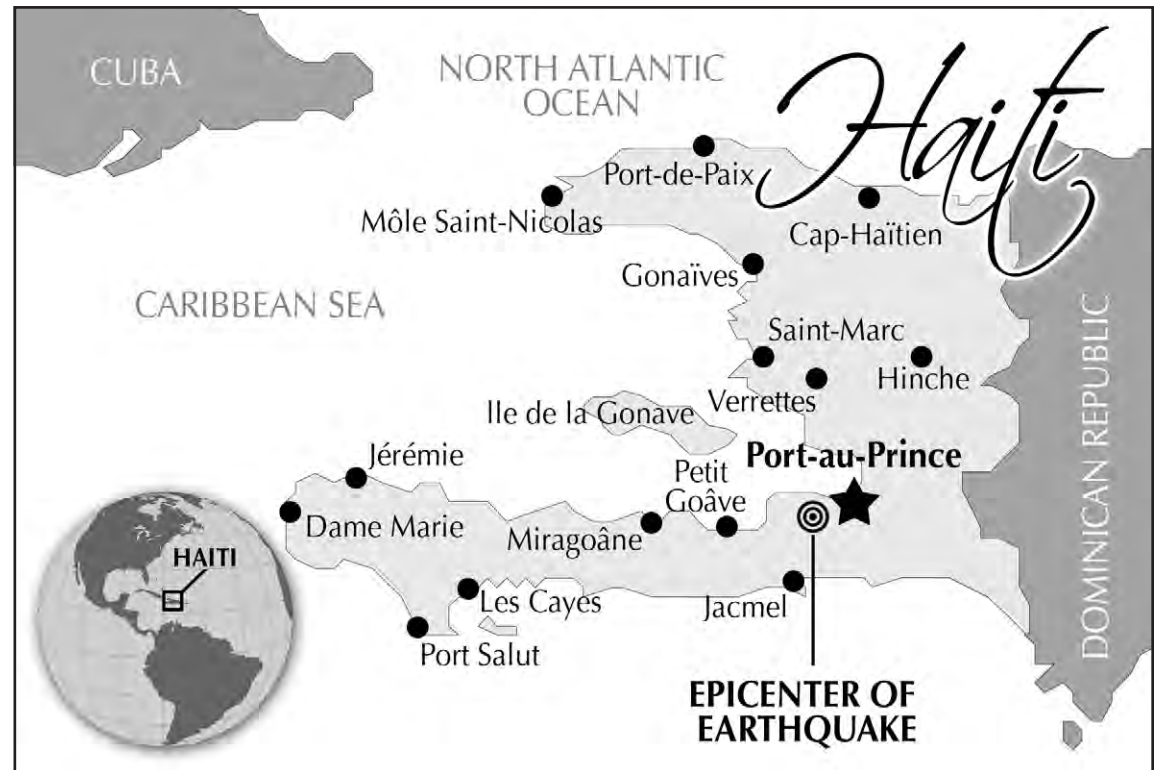 CUBA
NORTH ATLANTIC
OCEAN
Haiti
Port-de-Paix
Môle Saint-Nicolas
Cap-Haïtien
Gonaïves
CARIBBEAN SEA
Saint-Marc
Hinche
Verrettes
Ile de la Gonave
DOMINICAN REPUBLIC
Port-au-Prince
Petit
Goâve
Jérémie
Dame Marie
Miragoâne
HAITI
Les Cayes
Jacmel
Port Salut
EPICENTER OF
EARTHQUAKE